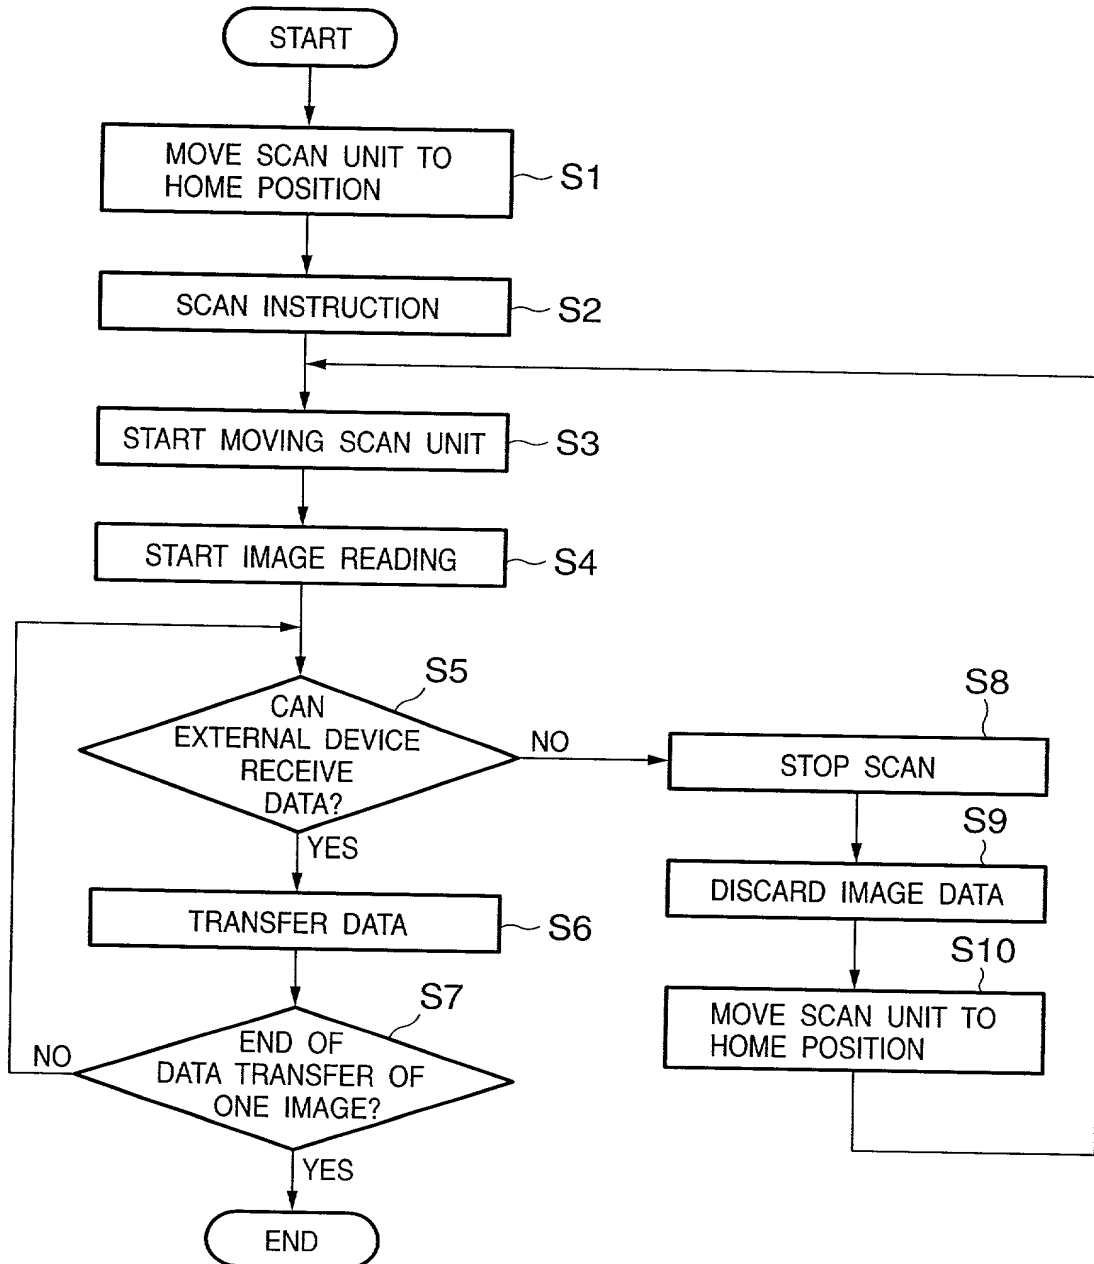 START
MOVE SCAN UNIT TO
HOME POSITION
S1
SCAN INSTRUCTION
S2
START MOVING SCAN UNIT
S3
START IMAGE READING
S4
S5
CAN
EXTERNAL DEVICE
RECEIVE
DATA?
NO
YES
TRANSFER DATA
S6
S7
END OF
DATA TRANSFER OF
ONE IMAGE?
NO
YES
END
S8
STOP SCAN
S9
DISCARD IMAGE DATA
S10
MOVE SCAN UNIT TO
HOME POSITION